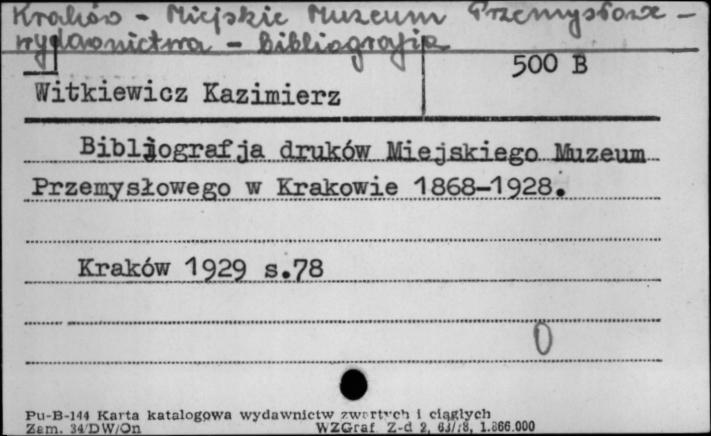 Kraków - Miejskie Muzeum Przemysłowe -
wydawnictwa - bibliografia
500 B
Witkiewicz Kazimierz
Bibljografja druków Miejskiego Muzeum
Przemysłowego w Krakowie 1868-1928.
Kraków 1929 s.78
0
Pu-B-144 Karta katalogowa wydawnictw zwartych i ciągłych
Zam. 34/DW/On WZGraf Z-d 2, 63/78, 1.866.000